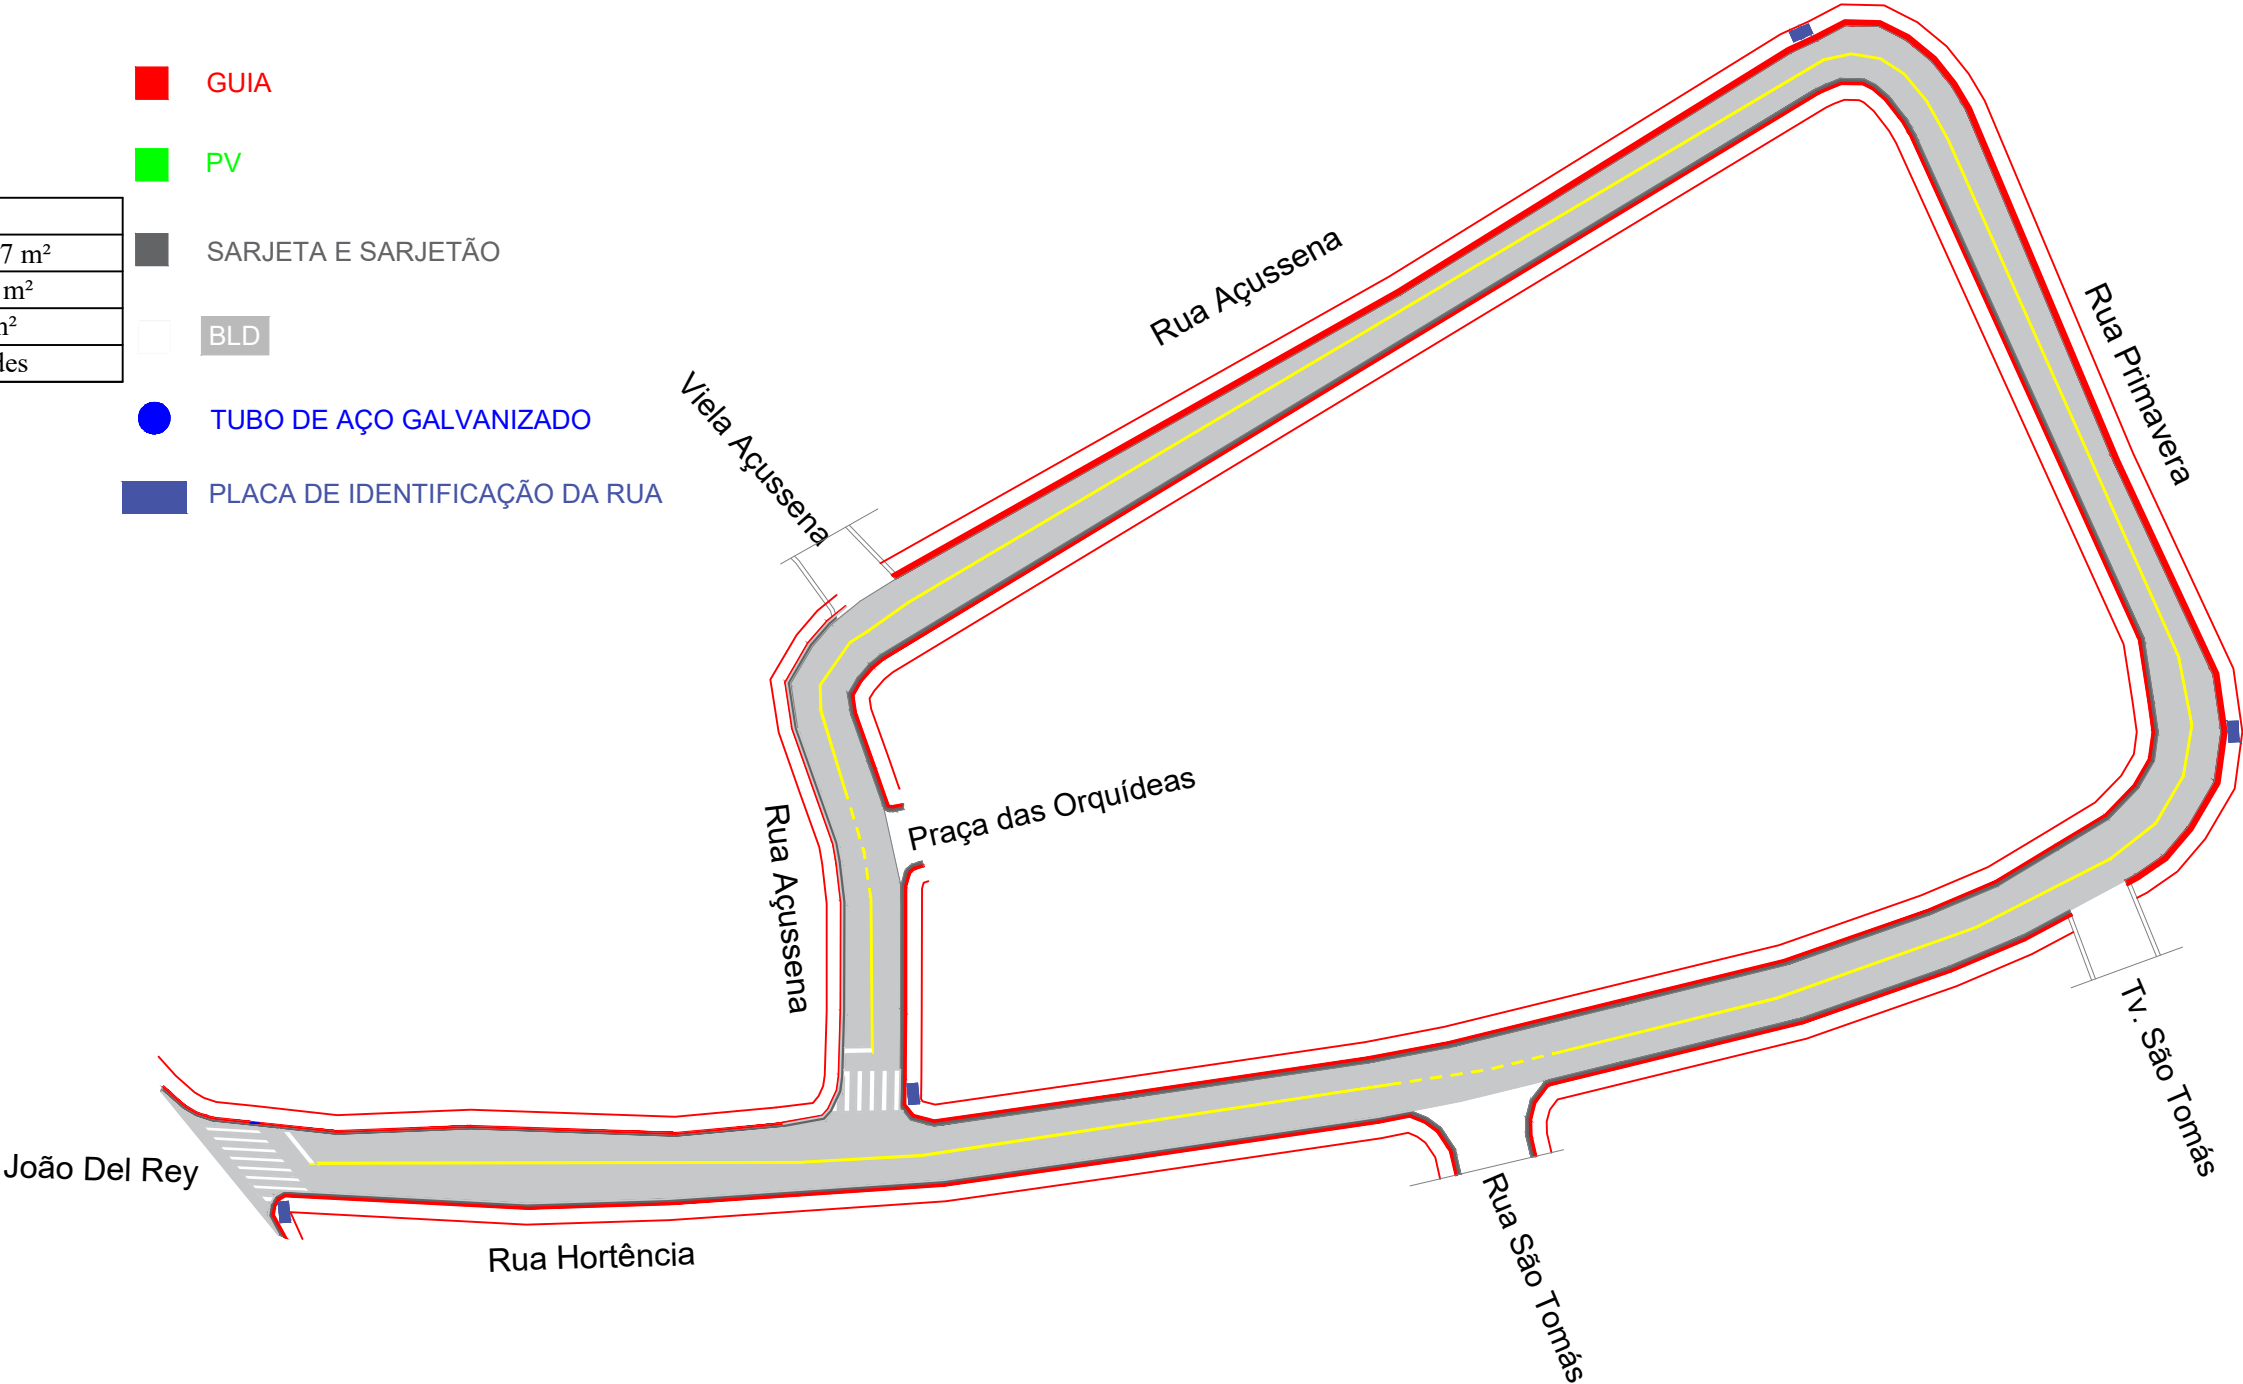 GUIA
PV
SARJETA E SARJETÃO
7 m²
m²
m²
des
BLD
TUBO DE AÇO GALVANIZADO
PLACA DE IDENTIFICAÇÃO DA RUA
Rua Açussena
Rua Primavera
Viela Açussena
Praça das Orquídeas
Rua Açussena
Tv. São Tomás
João Del Rey
Rua Hortência
Rua São Tomás